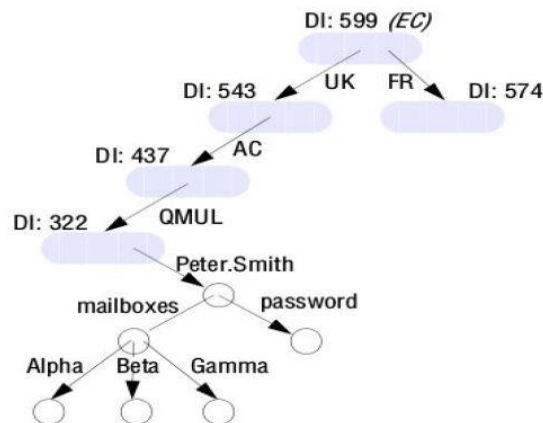 DI: 599 (EC)
UK FR
DI: 543
DI: 574
AC
DI: 437
QMUL
DI: 322
Peter.Smith
mailboxes
password
Alpha Beta Gamma